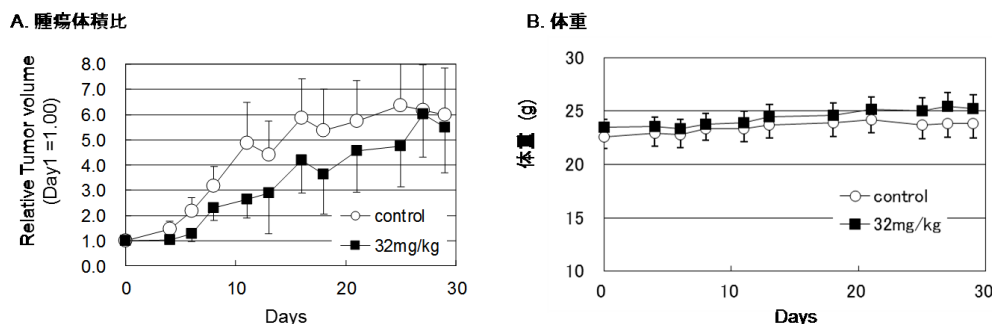 A. 腫瘍体積比
Relative Tumor volume
(Day1 =1.00)
8.0
7.0
6.0
5.0
4.0
3.0
2.0
1.0
0.0
0
10
20
30
Days
control
32mg/kg
B. 体重
体重 (g)
30
25
20
15
10
0
10
20
30
Days
control
32mg/kg